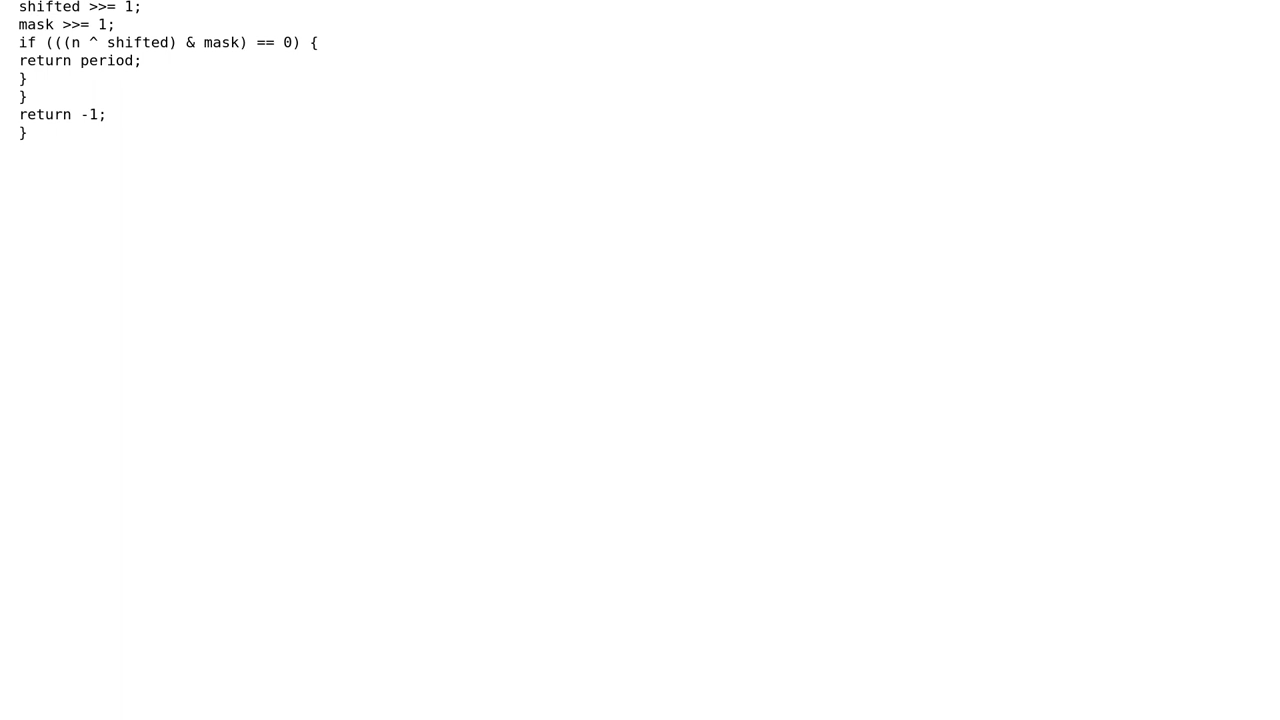 shifted >>= 1;
mask >>= 1;
if (((n ^ shifted) & mask) == 0) {
return period;
}
}
return -1;
}